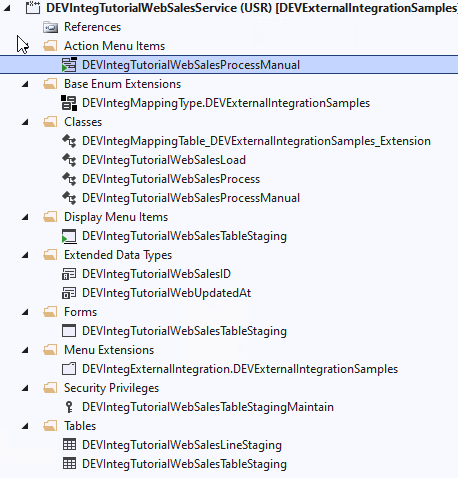 DEVIntegTutorialWebSalesService (USR) [DEVExternalIntegrationSamples]
References
Action Menu Items
DEVIntegTutorialWebSalesProcessManual
Base Enum Extensions
DEVIntegMappingType.DEVExternalIntegrationSamples
Classes
DEVIntegMappingTable_DEVExternalIntegrationSamples_Extension
DEVIntegTutorialWebSalesLoad
DEVIntegTutorialWebSalesProcess
DEVIntegTutorialWebSalesProcessManual
Display Menu Items
DEVIntegTutorialWebSalesTableStaging
Extended Data Types
DEVIntegTutorialWebSalesID
DEVIntegTutorialWebUpdatedAt
Forms
DEVIntegTutorialWebSalesTableStaging
Menu Extensions
DEVIntegExternalIntegration.DEVExternalIntegrationSamples
Security Privileges
DEVIntegTutorialWebSalesTableStagingMaintain
Tables
DEVIntegTutorialWebSalesLineStaging
DEVIntegTutorialWebSalesTableStaging